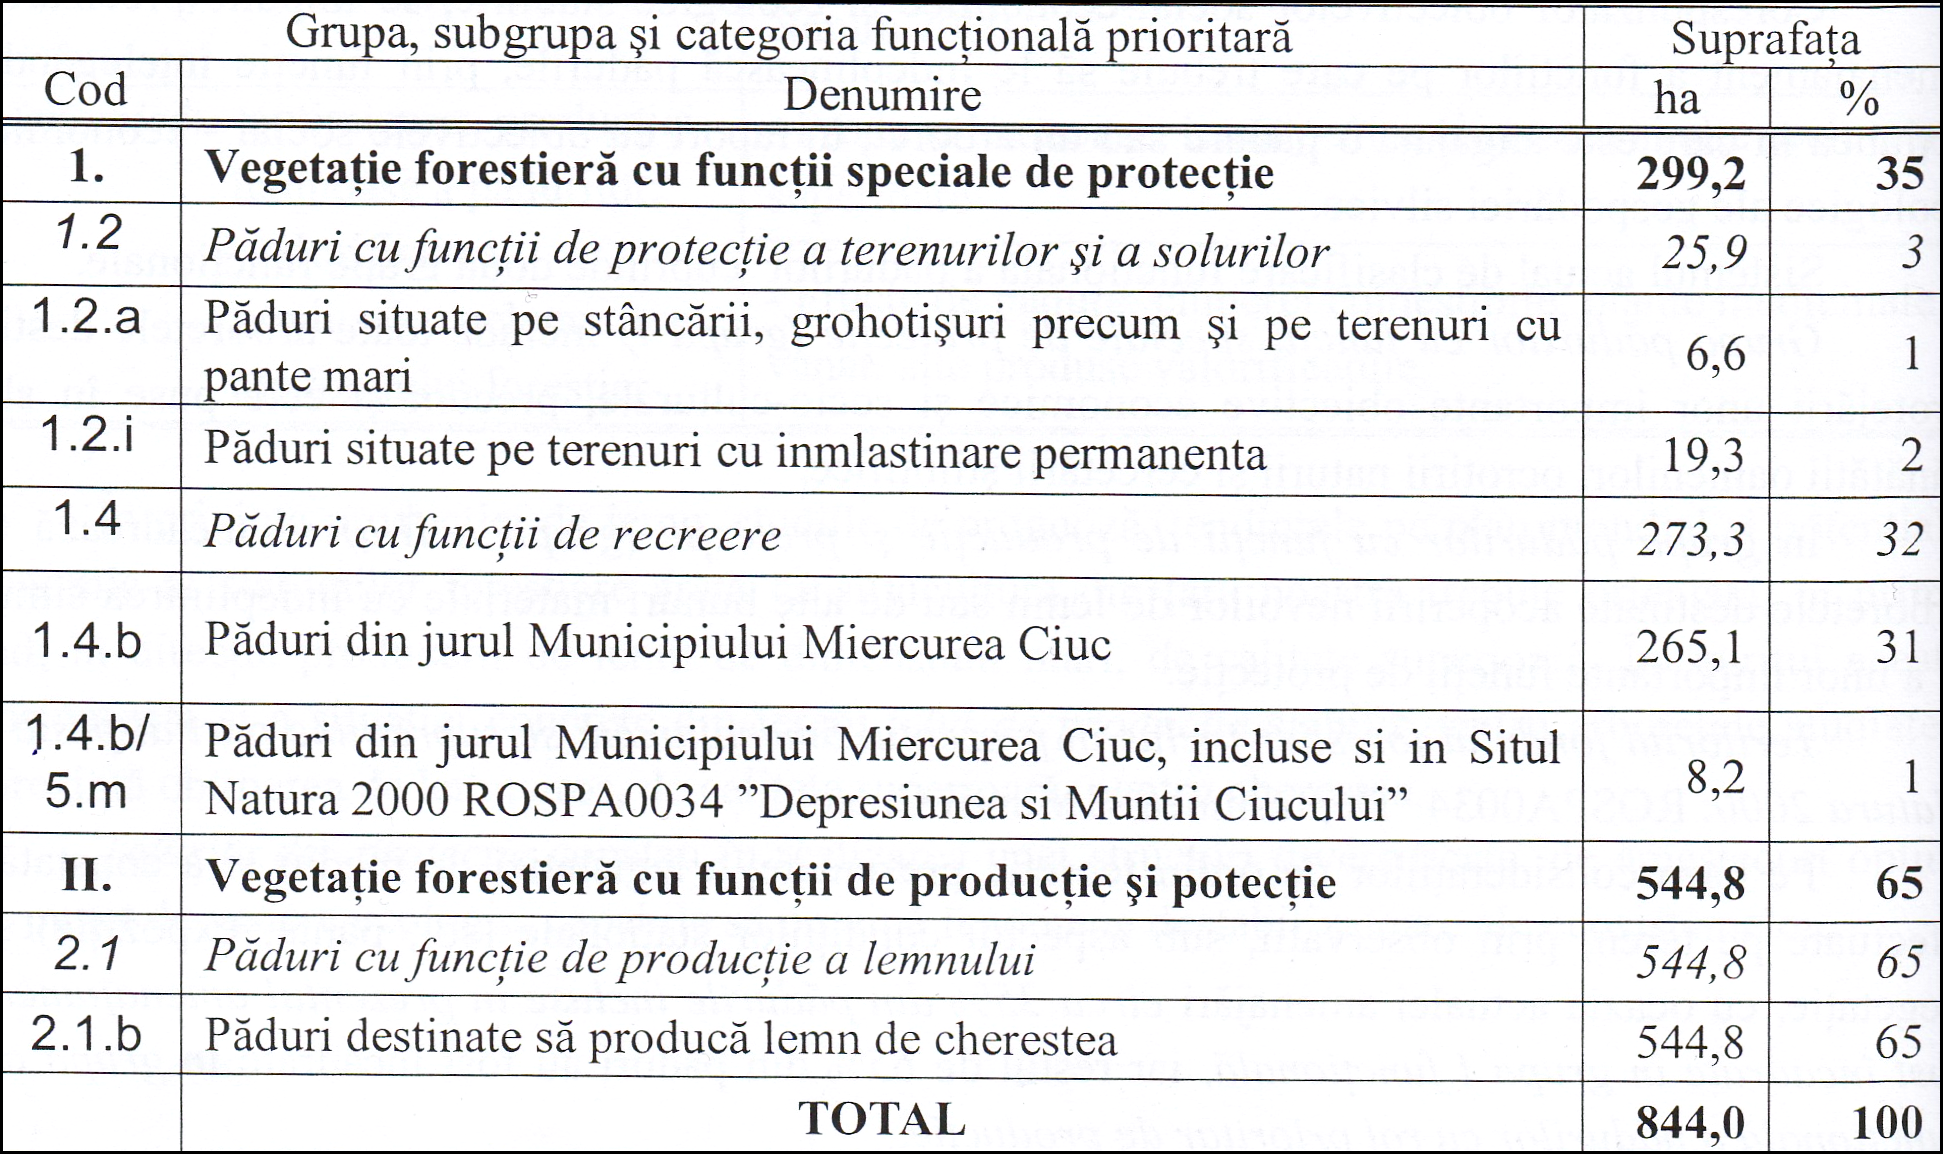 Grupa, subgrupa şi categoria funcţională prioritară Suprafaţa
Cod Denumire ha %
1. Vegetaţie forestieră cu funcţii speciale de protecţie 299,2 35
1.2 Păduri cu funcţii de protecţie a terenurilor şi a solurilor 25,9 3
1.2.a Păduri situate pe stâncării, grohotişuri precum şi pe terenuri cu
pante mari 6,6 1
1.2.i Păduri situate pe terenuri cu inmlastinare permanenta 19,3 2
1.4 Păduri cu funcţii de recreere 273,3 32
1.4.b Păduri din jurul Municipiului Miercurea Ciuc 265,1 31
1.4.b/ Păduri din jurul Municipiului Miercurea Ciuc, incluse si in Situl
5.m Natura 2000 ROSPA0034 ”Depresiunea si Muntii Ciucului” 8,2 1
II. Vegetaţie forestieră cu funcţii de producţie şi potecţie 544,8 65
2.1 Păduri cu funcţie de producţie a lemnului 544,8 65
2.1.b Păduri destinate să producă lemn de cherestea 544,8 65
TOTAL 844,0 100